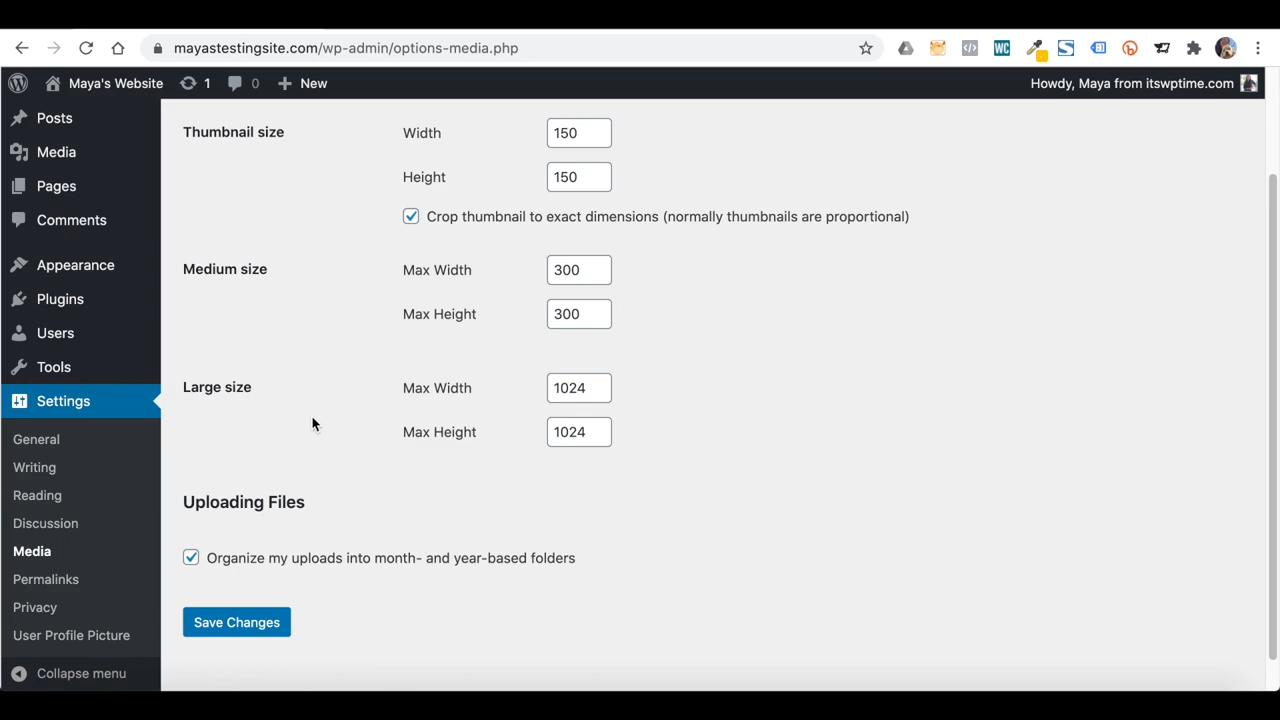 mayastestingsite.com/wp-admin/options-media.php
WC
Maya's Website 1 0 New Howdy, Maya from itswptime.com
Posts
Media
Pages
Comments
Appearance
Plugins
Users
Tools
Settings
General
Writing
Reading
Discussion
Media
Permalinks
Privacy
User Profile Picture
Collapse menu
Thumbnail size Width 150
Height 150
Crop thumbnail to exact dimensions (normally thumbnails are proportional)
Medium size Max Width 300
Max Height 300
Large size Max Width 1024
Max Height 1024
Uploading Files
Organize my uploads into month- and year-based folders
Save Changes